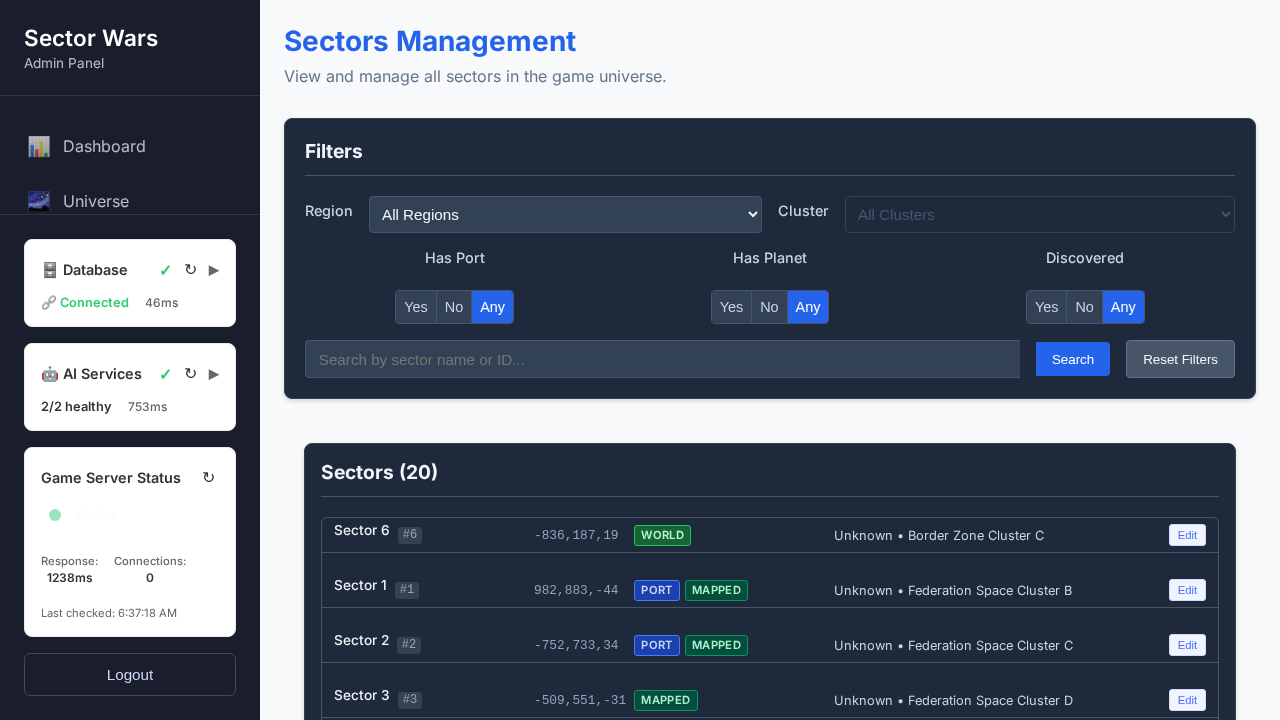 Sector Wars
Admin Panel
Dashboard
Universe
Database ✓ ↻ ▶
Connected 46ms
AI Services ✓ ↻ ▶
2/2 healthy 753ms
Game Server Status ↻
Online
Response: Connections:
1238ms 0
Last checked: 6:37:18 AM
Logout
Sectors Management
View and manage all sectors in the game universe.
Filters
Region All Regions Cluster All Clusters
Has Port Has Planet Discovered
Yes No Any Yes No Any Yes No Any
Search by sector name or ID... Search Reset Filters
Sectors (20)
Sector 6 #6 -836,187,19 WORLD Unknown • Border Zone Cluster C Edit
Sector 1 #1 982,883,-44 PORT MAPPED Unknown • Federation Space Cluster B Edit
Sector 2 #2 -752,733,34 PORT MAPPED Unknown • Federation Space Cluster C Edit
Sector 3 #3 -509,551,-31 MAPPED Unknown • Federation Space Cluster D Edit